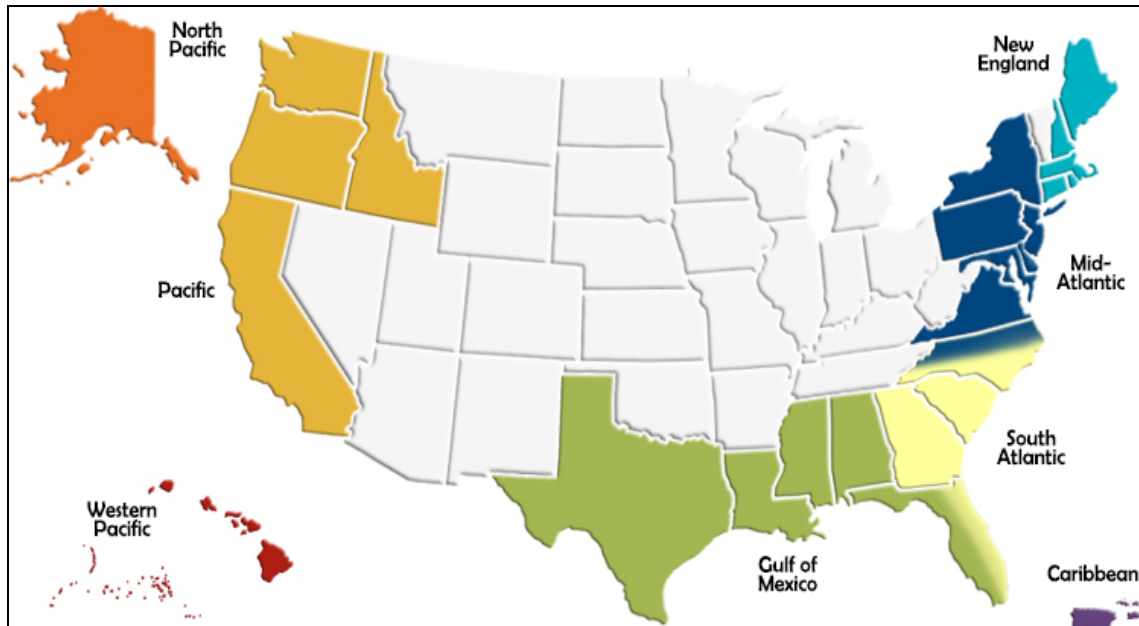 North
Pacific
New
England
Pacific
Mid-
Atlantic
South
Atlantic
Western
Pacific
Gulf of
Mexico
Caribbean